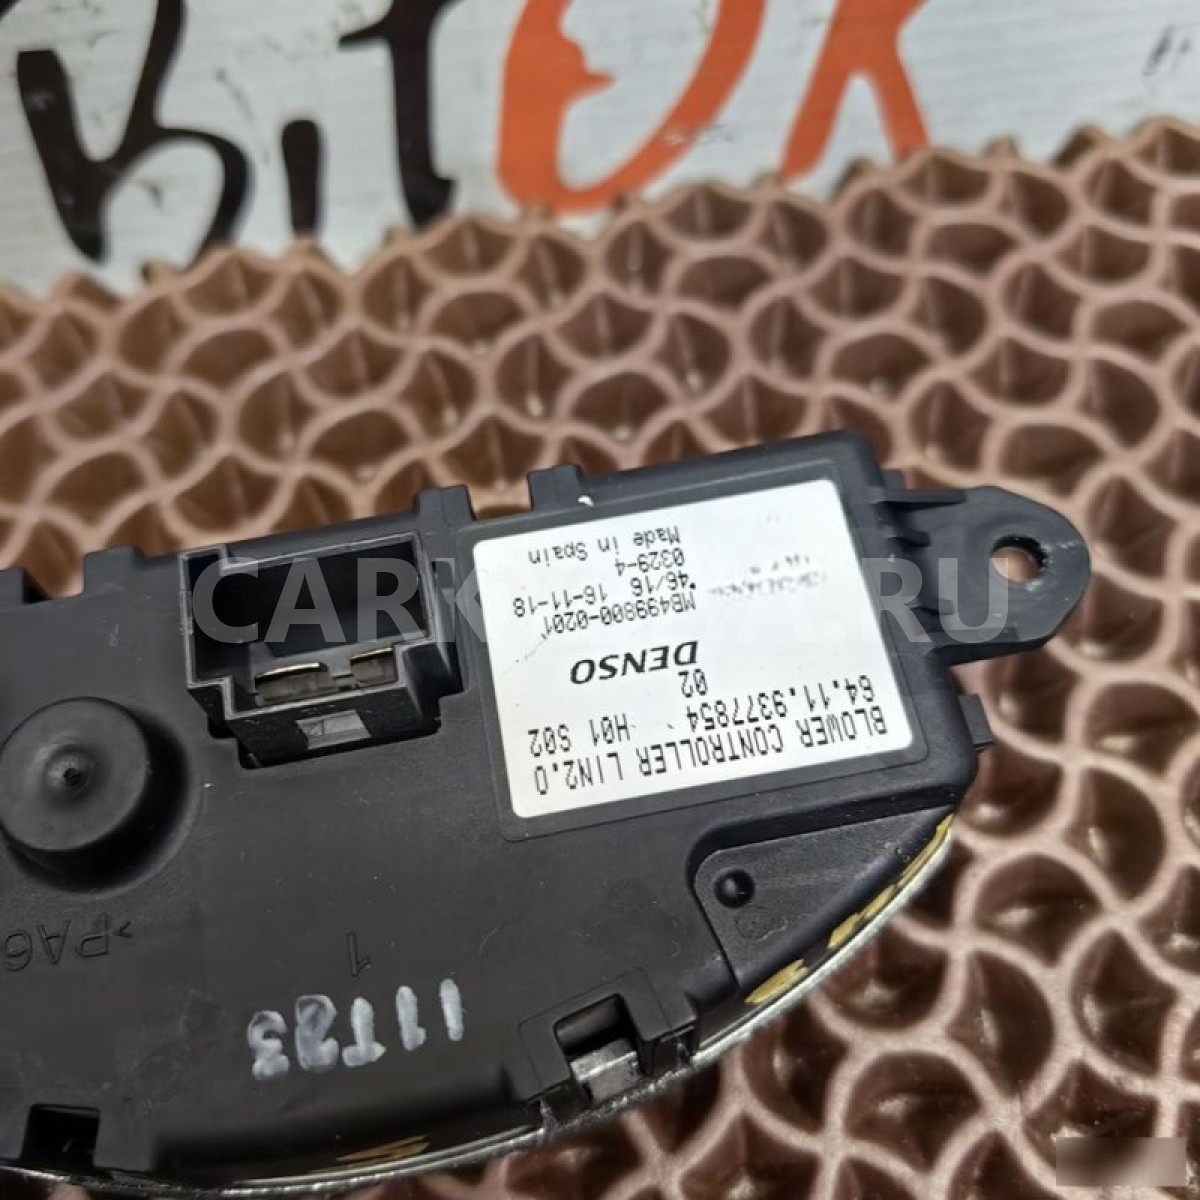 BitOK
CARK
.RU
BLOWER CONTROLLER LIN2.0
64.11.9377854 H01 S02
02
DENSO
MB499800-0201
*46/16 16-11-18
0329-4
Made in Spain
>PA6
1
11T23